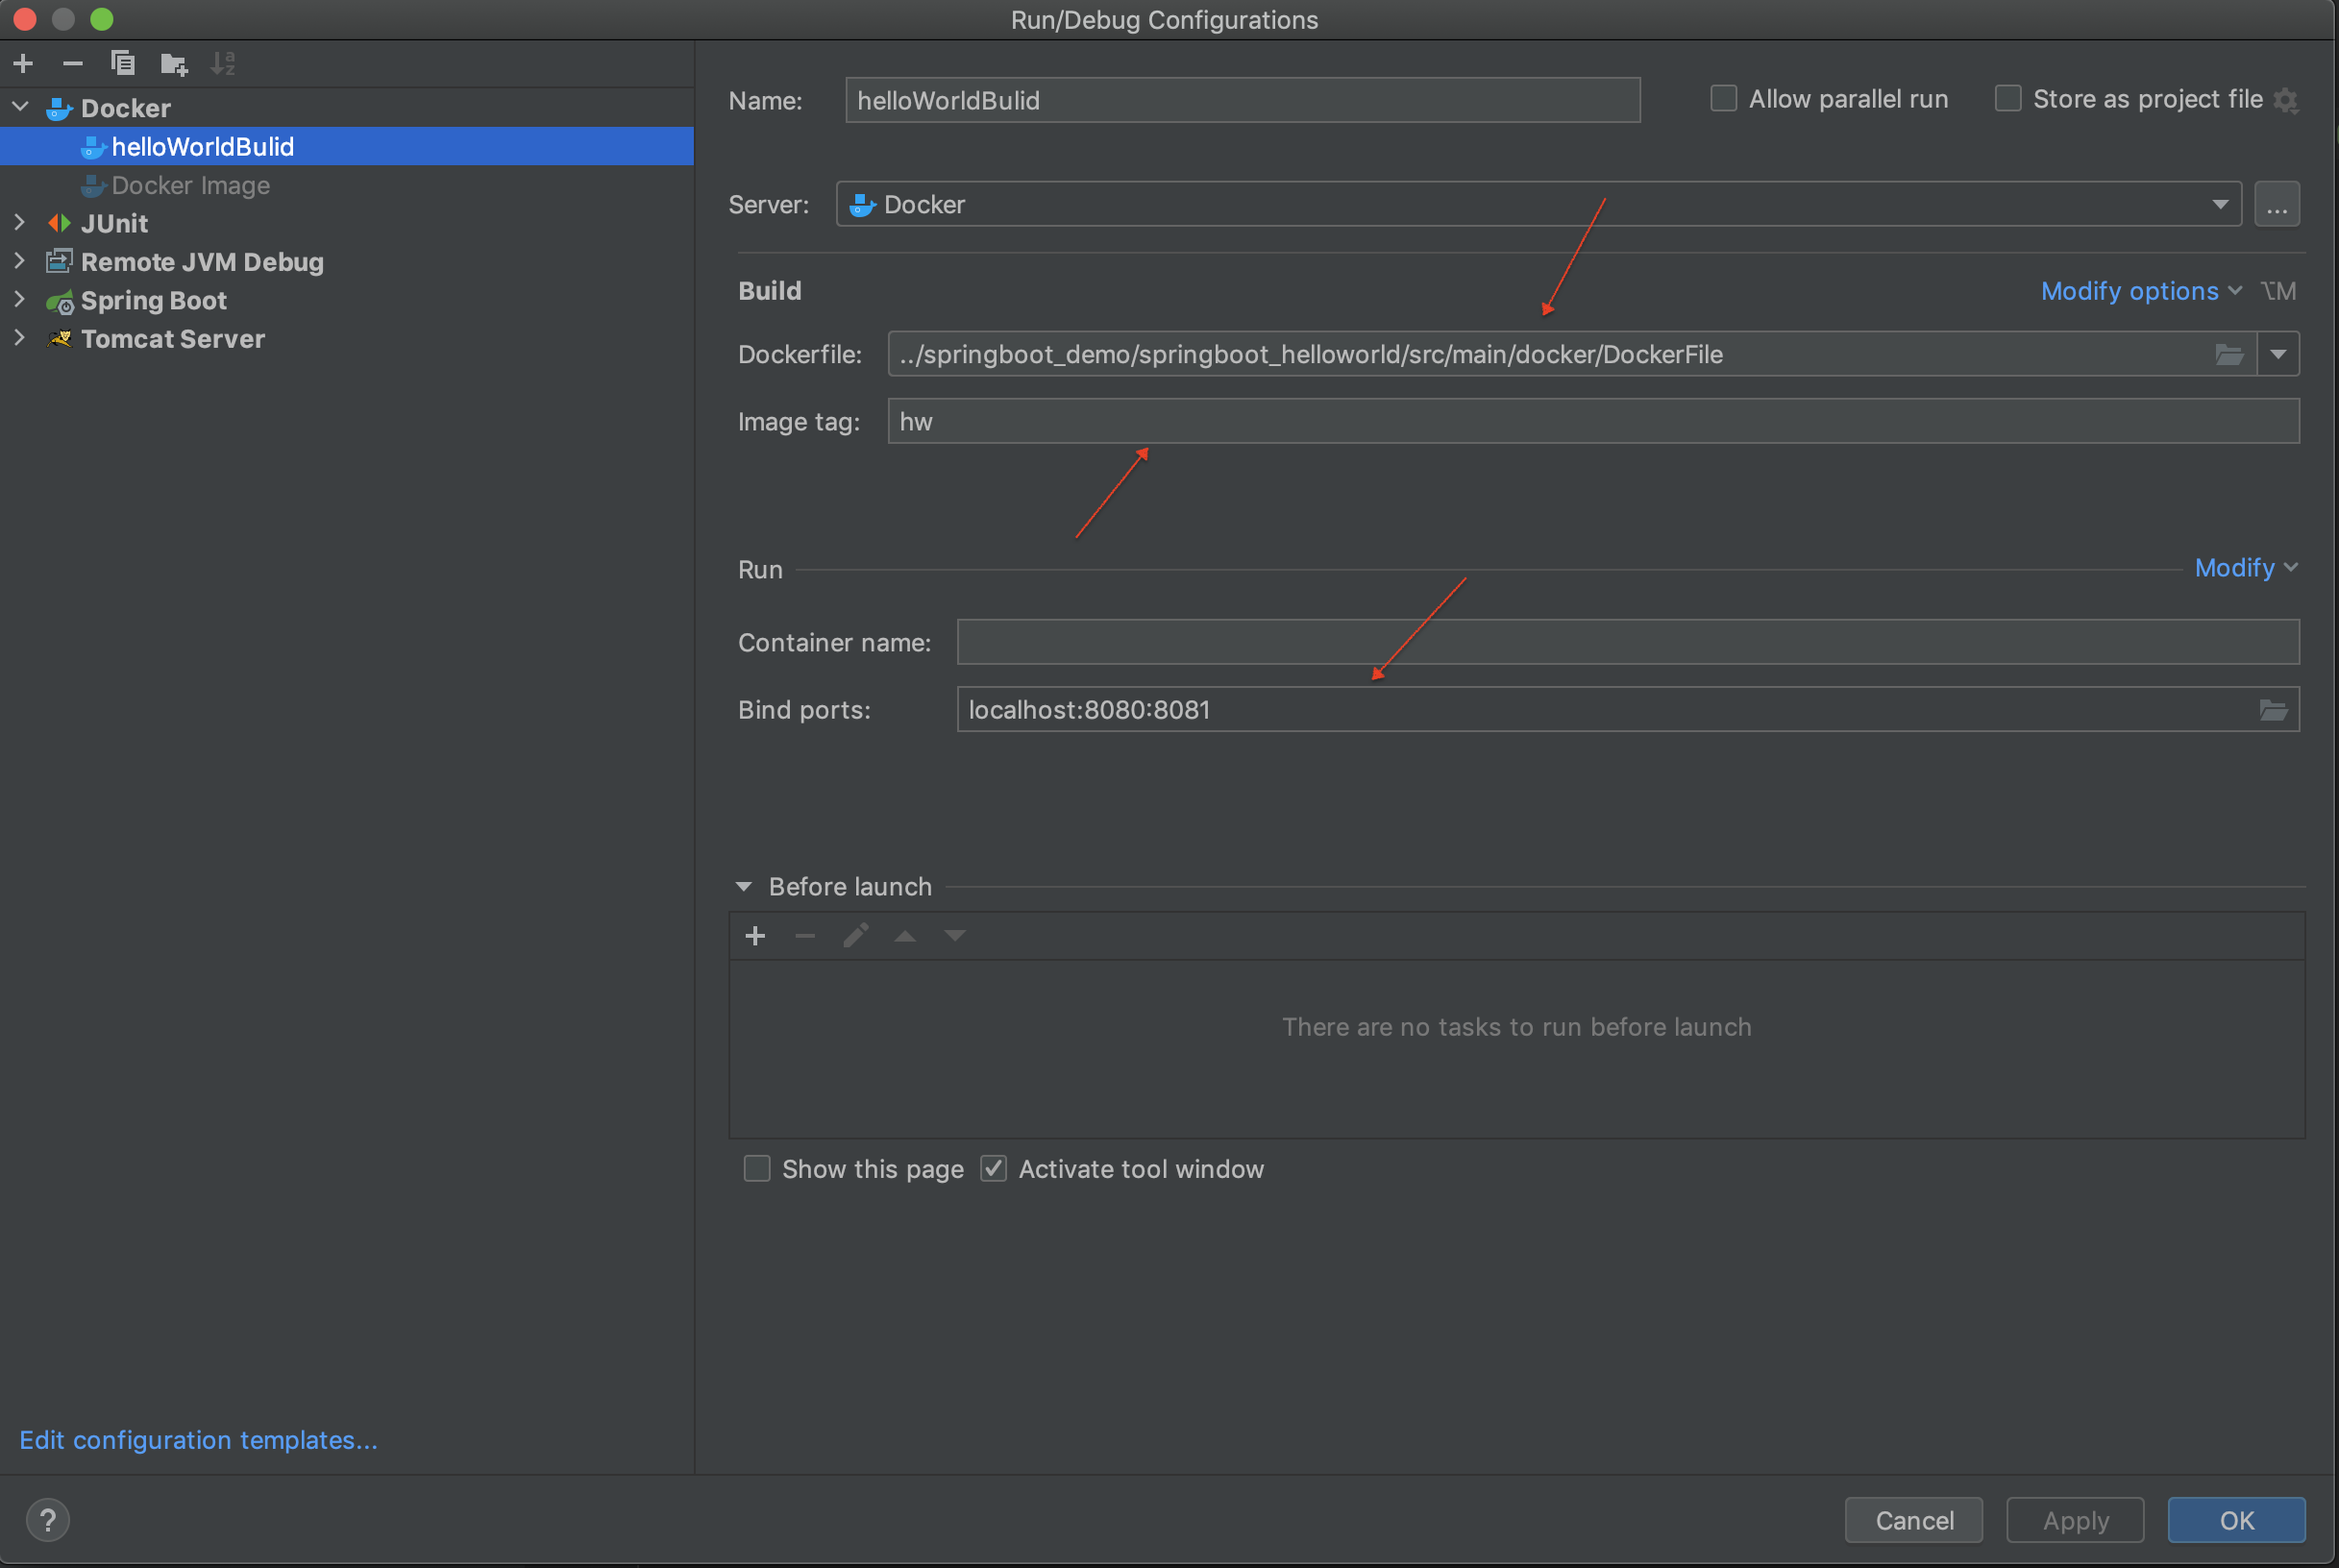 Run/Debug Configurations
Docker
helloWorldBulid
Docker Image
JUnit
Remote JVM Debug
Spring Boot
Tomcat Server
Edit configuration templates...
Name: helloWorldBulid Allow parallel run Store as project file
Server: Docker ...
Build Modify options ⌥M
Dockerfile: ../springboot_demo/springboot_helloworld/src/main/docker/DockerFile
Image tag: hw
Run Modify
Container name:
Bind ports: localhost:8080:8081
Before launch
There are no tasks to run before launch
Show this page Activate tool window
? Cancel Apply OK